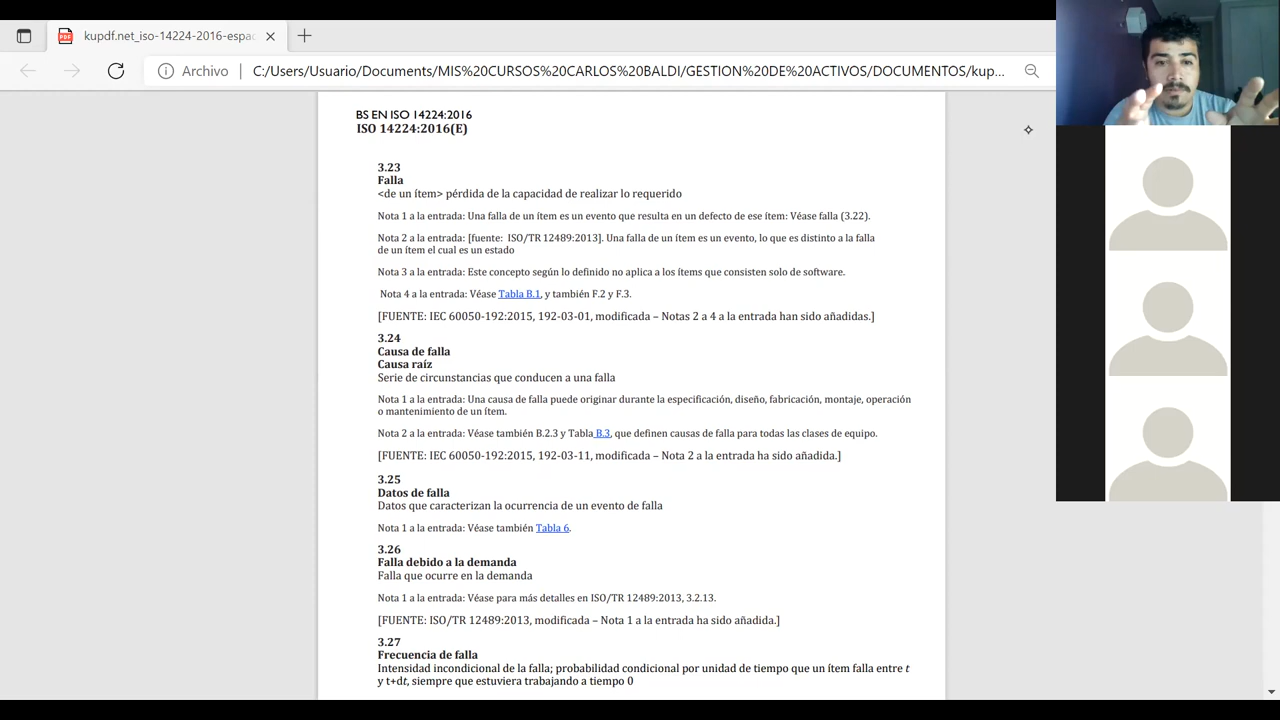 kupdf.net_iso-14224-2016-espac
Archivo
C:/Users/Usuario/Documents/MIS%20CURSOS%20CARLOS%20BALDI/GESTION%20DE%20ACTIVOS/DOCUMENTOS/kup...
BS EN ISO 14224:2016
ISO 14224:2016(E)
3.23
Falla
<de un ítem> pérdida de la capacidad de realizar lo requerido
Nota 1 a la entrada: Una falla de un ítem es un evento que resulta en un defecto de ese ítem: Véase falla (3.22).
Nota 2 a la entrada: [fuente: ISO/TR 12489:2013]. Una falla de un ítem es un evento, lo que es distinto a la falla
de un ítem el cual es un estado
Nota 3 a la entrada: Este concepto según lo definido no aplica a los ítems que consisten solo de software.
Nota 4 a la entrada: Véase Tabla B.1, y también F.2 y F.3.
[FUENTE: IEC 60050-192:2015, 192-03-01, modificada – Notas 2 a 4 a la entrada han sido añadidas.]
3.24
Causa de falla
Causa raíz
Serie de circunstancias que conducen a una falla
Nota 1 a la entrada: Una causa de falla puede originar durante la especificación, diseño, fabricación, montaje, operación
o mantenimiento de un ítem.
Nota 2 a la entrada: Véase también B.2.3 y Tabla B.3, que definen causas de falla para todas las clases de equipo.
[FUENTE: IEC 60050-192:2015, 192-03-11, modificada – Nota 2 a la entrada ha sido añadida.]
3.25
Datos de falla
Datos que caracterizan la ocurrencia de un evento de falla
Nota 1 a la entrada: Véase también Tabla 6.
3.26
Falla debido a la demanda
Falla que ocurre en la demanda
Nota 1 a la entrada: Véase para más detalles en ISO/TR 12489:2013, 3.2.13.
[FUENTE: ISO/TR 12489:2013, modificada – Nota 1 a la entrada ha sido añadida.]
3.27
Frecuencia de falla
Intensidad incondicional de la falla; probabilidad condicional por unidad de tiempo que un ítem falla entre t
y t+dt, siempre que estuviera trabajando a tiempo 0